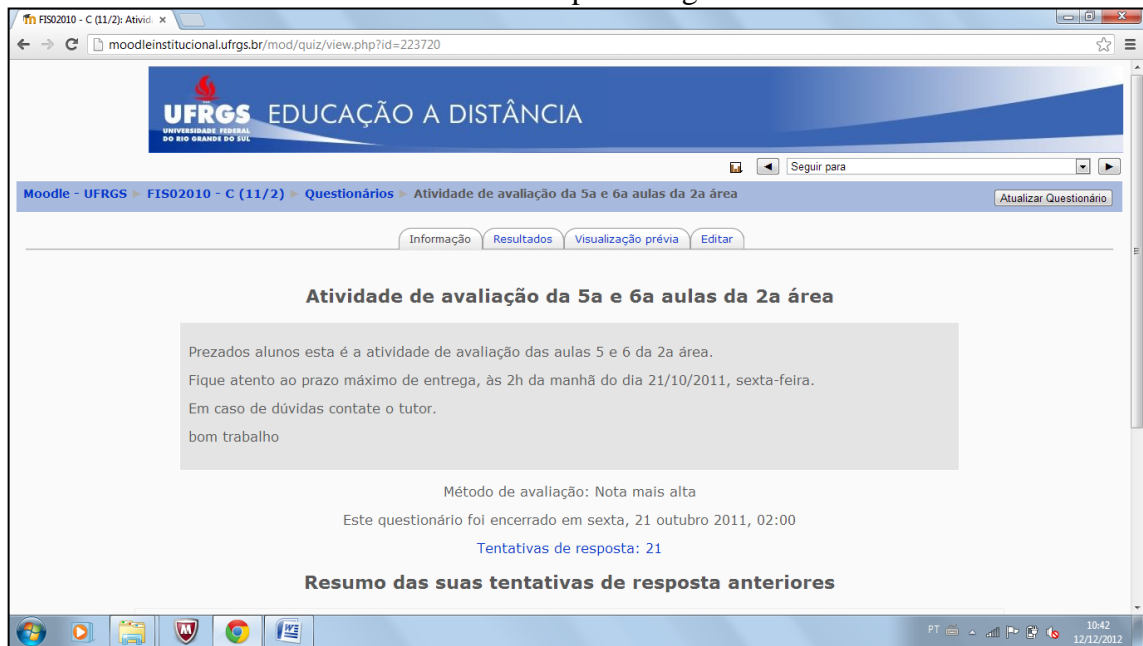 FIS02010 - C (11/2): Ativid
moodleinstitucional.ufrgs.br/mod/quiz/view.php?id=223720
UFRGS EDUCAÇÃO A DISTÂNCIA
UNIVERSIDADE FEDERAL
DO RIO GRANDE DO SUL
Seguir para
Moodle - UFRGS ► FIS02010 - C (11/2) ► Questionários ► Atividade de avaliação da 5a e 6a aulas da 2a área
Atualizar Questionário
Informação Resultados Visualização prévia Editar
Atividade de avaliação da 5a e 6a aulas da 2a área
Prezados alunos esta é a atividade de avaliação das aulas 5 e 6 da 2a área.
Fique atento ao prazo máximo de entrega, às 2h da manhã do dia 21/10/2011, sexta-feira.
Em caso de dúvidas contate o tutor.
bom trabalho
Método de avaliação: Nota mais alta
Este questionário foi encerrado em sexta, 21 outubro 2011, 02:00
Tentativas de resposta: 21
Resumo das suas tentativas de resposta anteriores
PT
10:42
12/12/2012